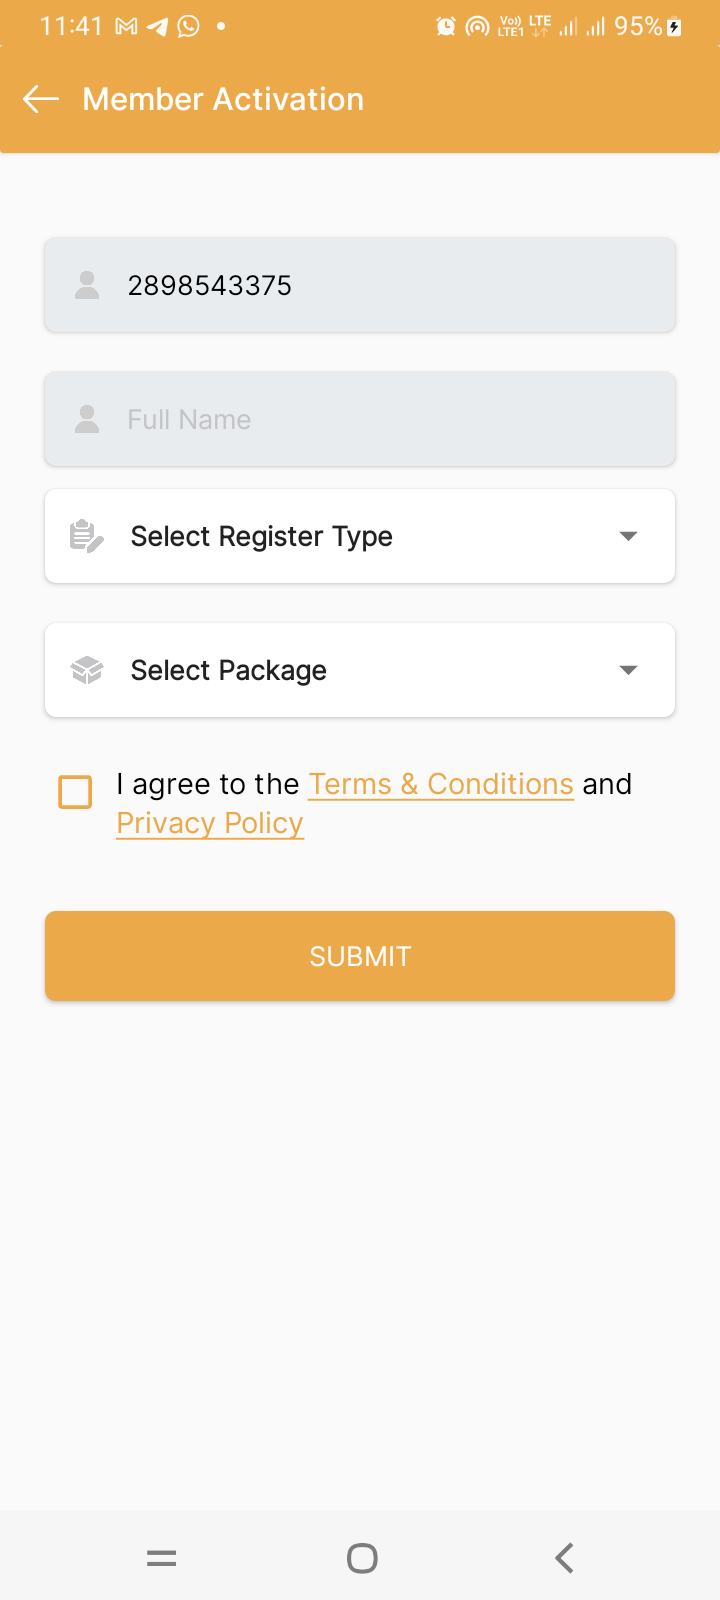 11:41
Vo) LTE
LTE1
95%
Member Activation
2898543375
Full Name
Select Register Type
Select Package
I agree to the Terms & Conditions and
Privacy Policy
SUBMIT